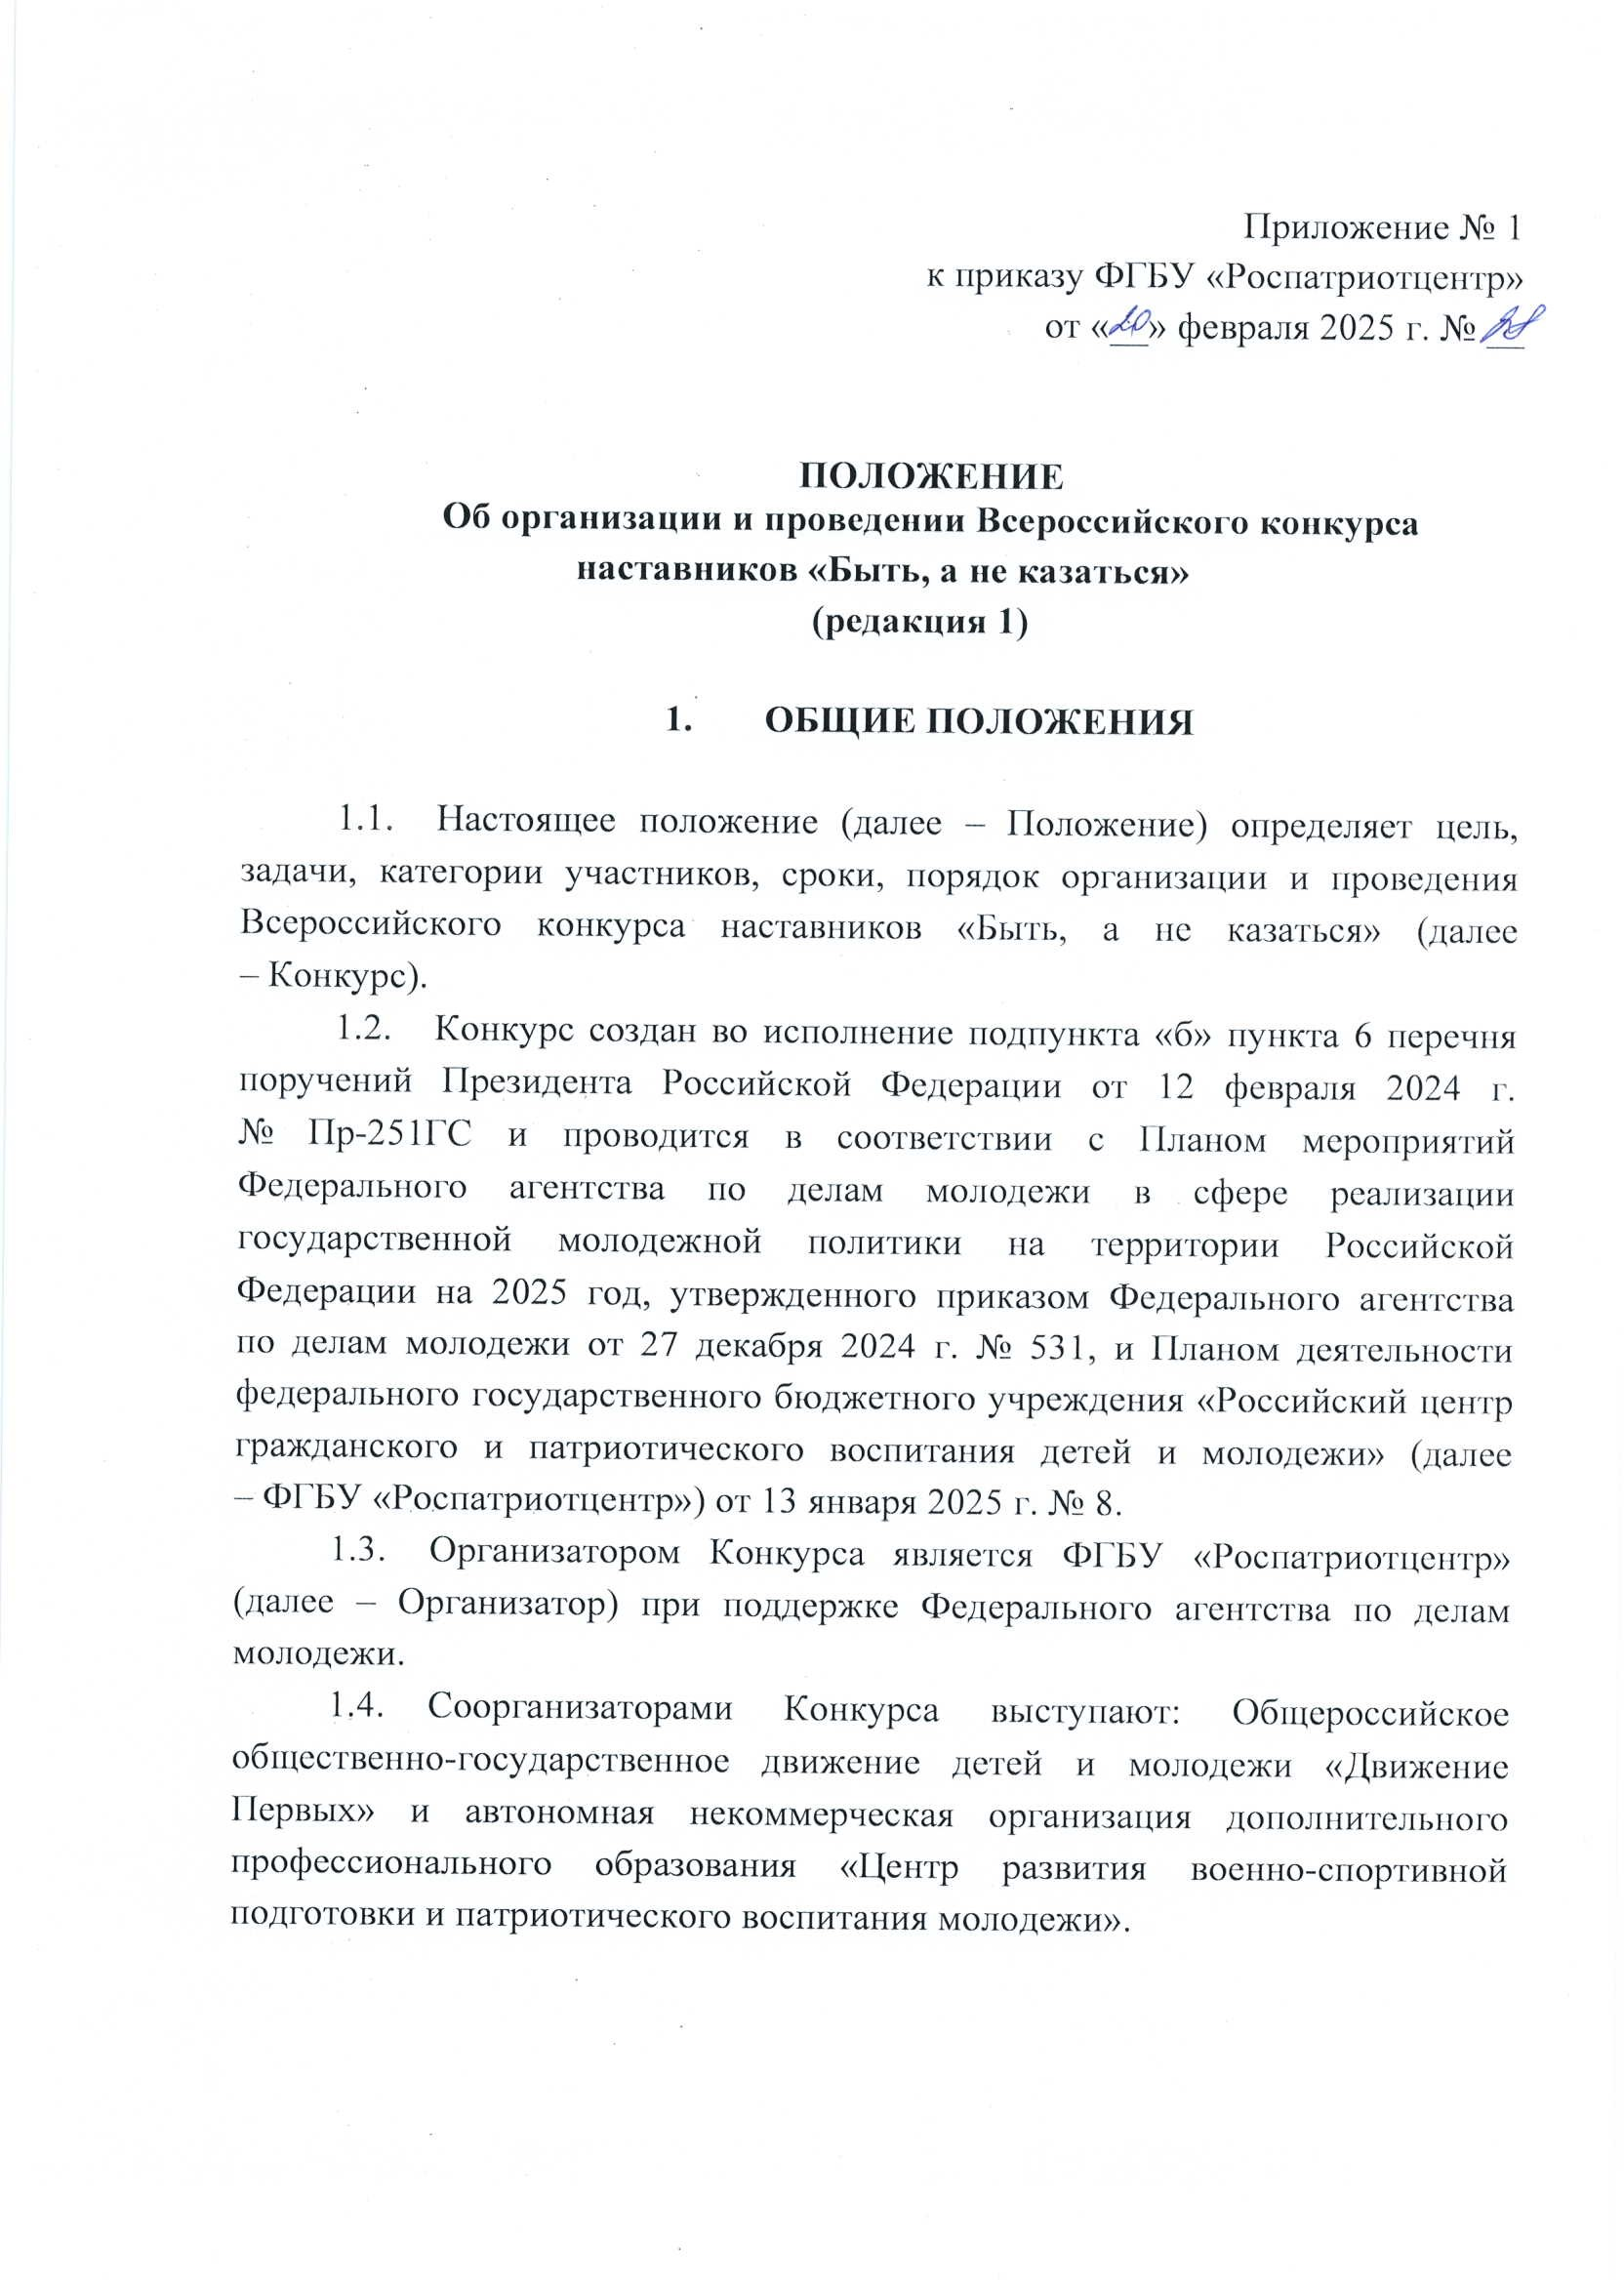 Приложение № 1
к приказу ФГБУ «Роспатриотцентр»
от «20» февраля 2025 г. №
ПОЛОЖЕНИЕ
Об организации и проведении Всероссийского конкурса
наставников «Быть, а не казаться»
(редакция 1)
1. ОБЩИЕ ПОЛОЖЕНИЯ
1.1. Настоящее положение (далее – Положение) определяет цель,
задачи, категории участников, сроки, порядок организации и проведения
Всероссийского конкурса наставников «Быть, а не казаться» (далее
– Конкурс).
1.2. Конкурс создан во исполнение подпункта «б» пункта 6 перечня
поручений Президента Российской Федерации от 12 февраля 2024 г.
№ Пр-251ГС и проводится в соответствии с Планом мероприятий
Федерального агентства по делам молодежи в сфере реализации
государственной молодежной политики на территории Российской
Федерации на 2025 год, утвержденного приказом Федерального агентства
по делам молодежи от 27 декабря 2024 г. № 531, и Планом деятельности
федерального государственного бюджетного учреждения «Российский центр
гражданского и патриотического воспитания детей и молодежи» (далее
– ФГБУ «Роспатриотцентр») от 13 января 2025 г. № 8.
1.3. Организатором Конкурса является ФГБУ «Роспатриотцентр»
(далее – Организатор) при поддержке Федерального агентства по делам
молодежи.
1.4. Соорганизаторами Конкурса выступают: Общероссийское
общественно-государственное движение детей и молодежи «Движение
Первых» и автономная некоммерческая организация дополнительного
профессионального образования «Центр развития военно-спортивной
подготовки и патриотического воспитания молодежи».